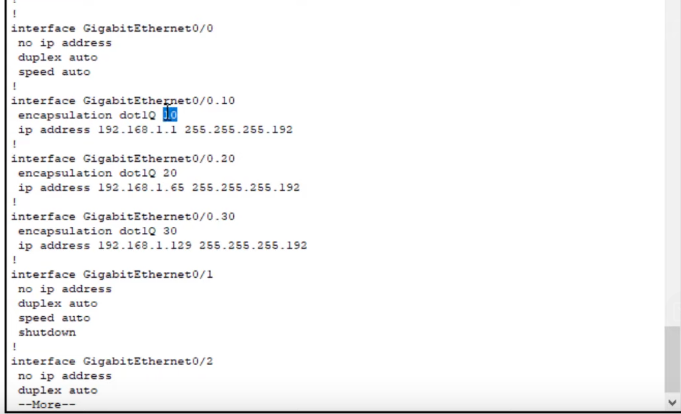 !
!
interface GigabitEthernet0/0
no ip address
duplex auto
speed auto
!
interface GigabitEthernet0/0.10
encapsulation dot1Q 10
ip address 192.168.1.1 255.255.255.192
!
interface GigabitEthernet0/0.20
encapsulation dot1Q 20
ip address 192.168.1.65 255.255.255.192
!
interface GigabitEthernet0/0.30
encapsulation dot1Q 30
ip address 192.168.1.129 255.255.255.192
!
interface GigabitEthernet0/1
no ip address
duplex auto
speed auto
shutdown
!
interface GigabitEthernet0/2
no ip address
duplex auto
--More--